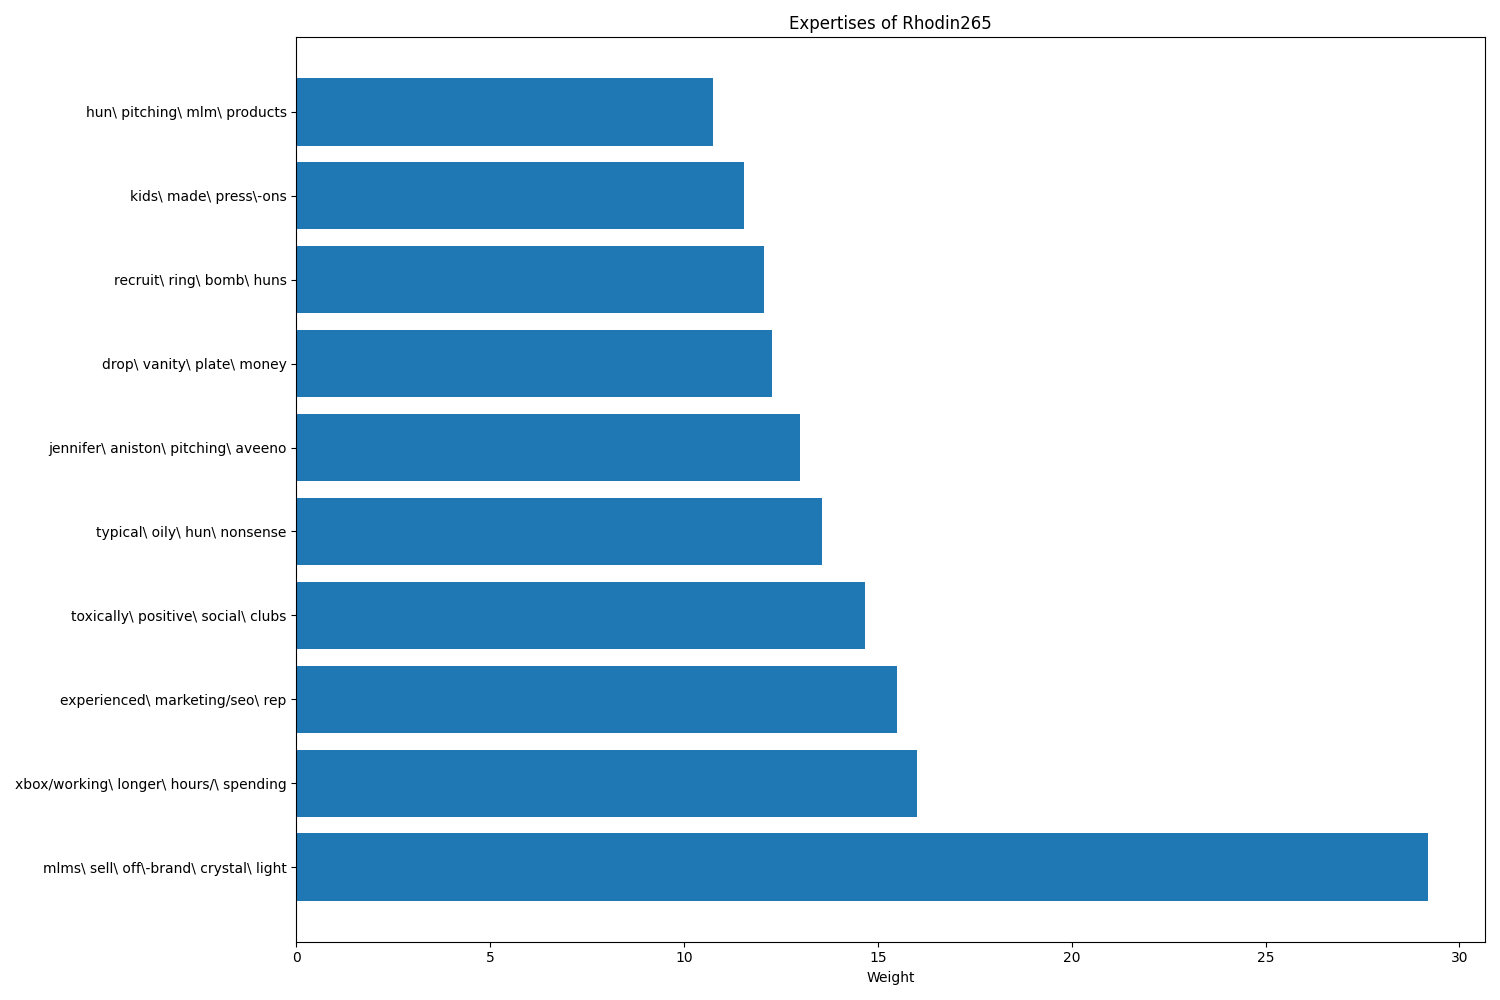 Expertises of Rhodin265
hun\ pitching\ mlm\ products
kids\ made\ press\-ons
recruit\ ring\ bomb\ huns
drop\ vanity\ plate\ money
jennifer\ aniston\ pitching\ aveeno
typical\ oily\ hun\ nonsense
toxically\ positive\ social\ clubs
experienced\ marketing/seo\ rep
xbox/working\ longer\ hours/\ spending
mlms\ sell\ off\-brand\ crystal\ light
0 5 10 15 20 25 30
Weight